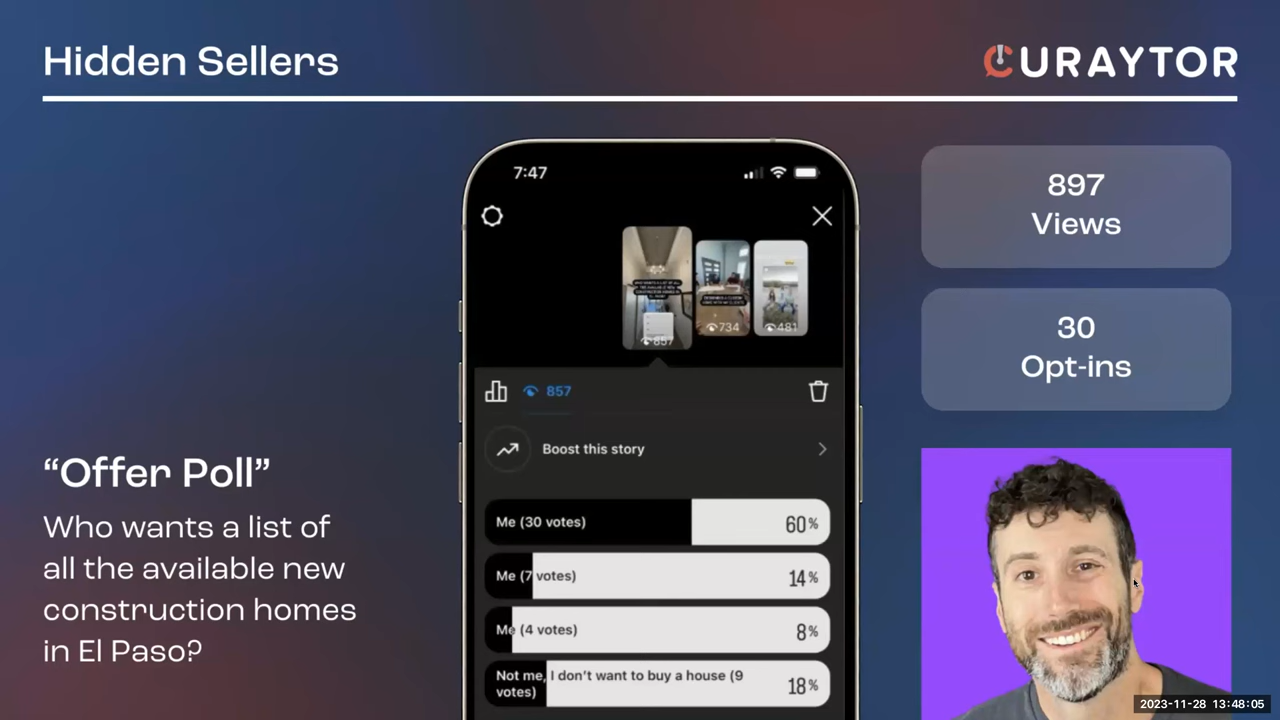 Hidden Sellers
CURAYTOR
7:47
857
734
481
857
Boost this story
Me (30 votes) 60%
Me (7 votes) 14%
Me (4 votes) 8%
Not me, I don’t want to buy a house (9
votes) 18%
897
Views
30
Opt-ins
“Offer Poll”
Who wants a list of
all the available new
construction homes
in El Paso?
2023-11-28 13:48:05